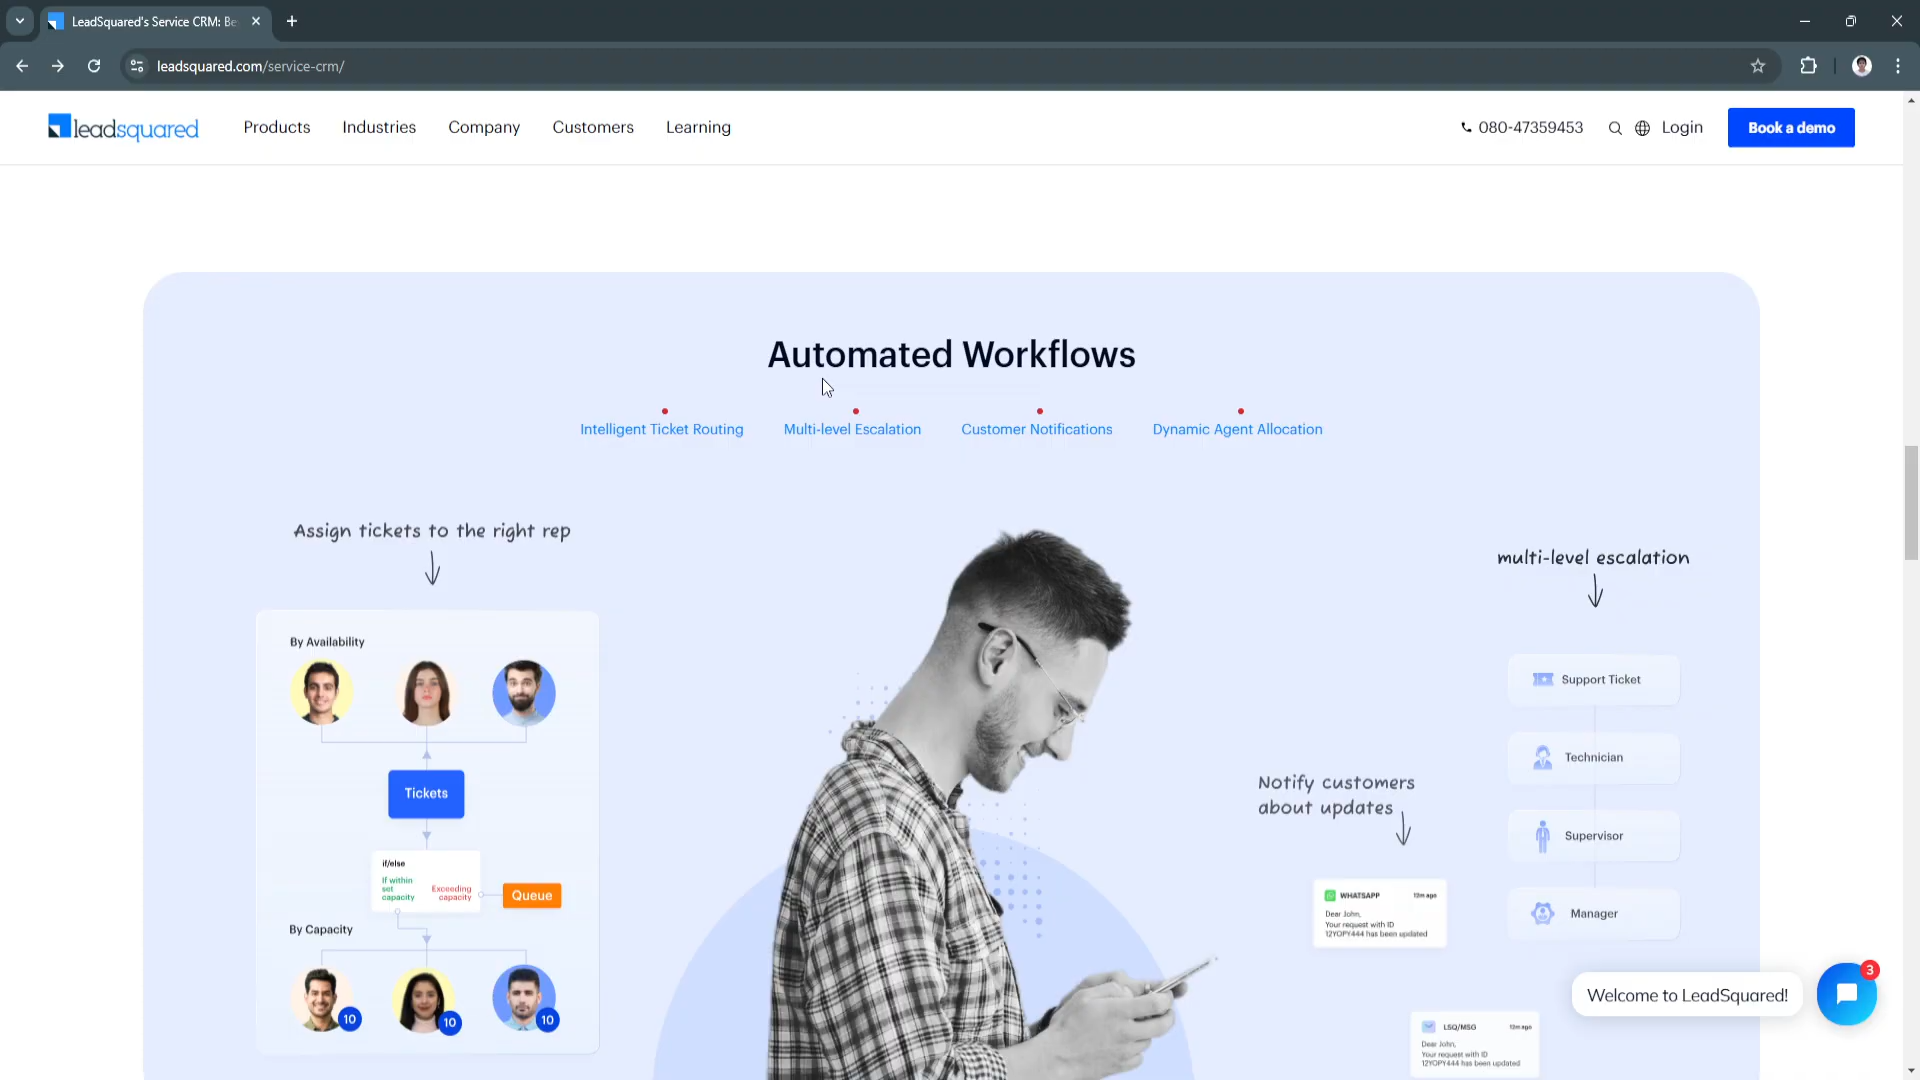 LeadSquared's Service CRM: Be
leadsquared.com/service-crm/
leadsquared
Products
Industries
Company
Customers
Learning
080-47359453
Login
Book a demo
Automated Workflows
Intelligent Ticket Routing
Multi-level Escalation
Customer Notifications
Dynamic Agent Allocation
Assign tickets to the right rep
By Availability
Tickets
if/else
If within
set
capacity
Exceeding
capacity
Queue
By Capacity
10
10
10
multi-level escalation
Support Ticket
Technician
Supervisor
Manager
Notify customers
about updates
WHATSAPP
12m ago
Dear John,
Your request with ID
12YOPY444 has been updated
LSQ/MSG
12m ago
Dear John,
Your request with ID
12YOPY444 has been updated
Welcome to LeadSquared!
3